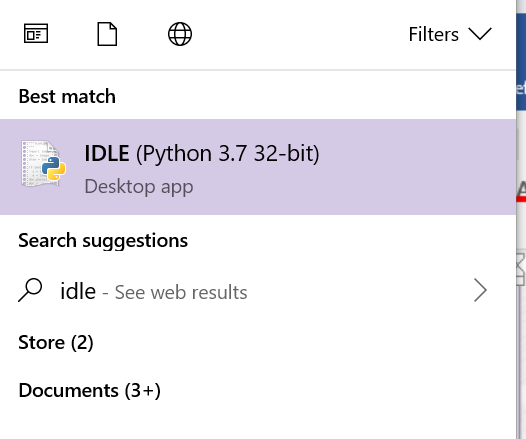 Filters
Best match
IDLE (Python 3.7 32-bit)
Desktop app
Search suggestions
idle - See web results
Store (2)
Documents (3+)